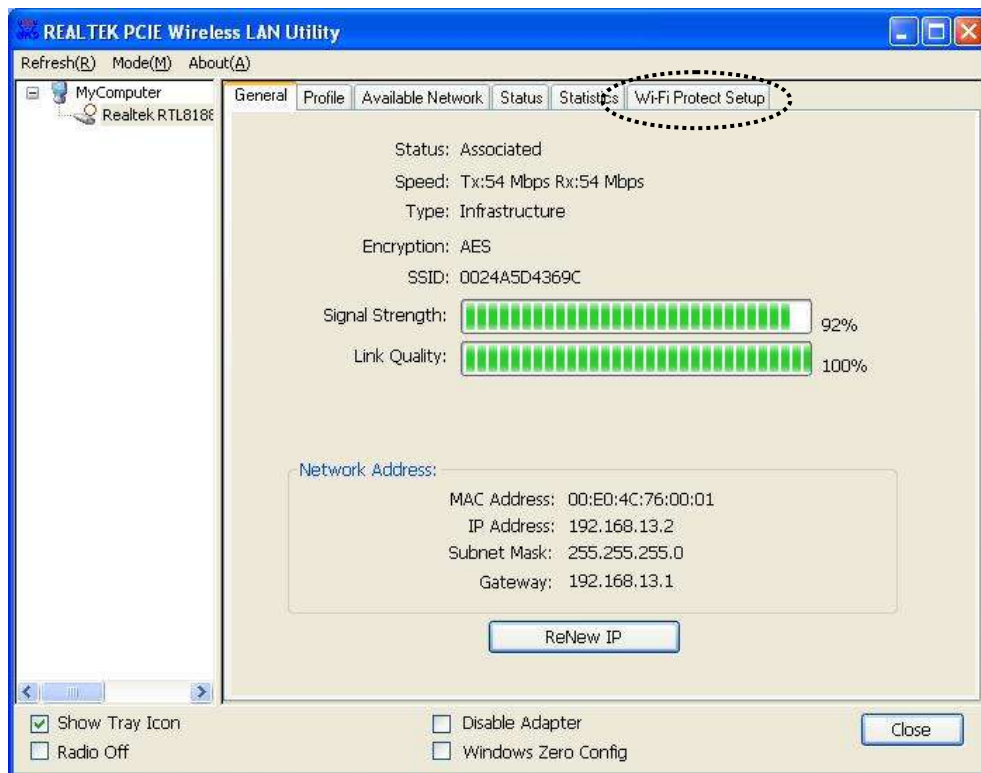 REALTEK PCIE Wireless LAN Utility
Refresh(R) Mode(M) About(A)
MyComputer
Realtek RTL8188
General Profile Available Network Status Statistics Wi-Fi Protect Setup
Status: Associated
Speed: Tx:54 Mbps Rx:54 Mbps
Type: Infrastructure
Encryption: AES
SSID: 0024A5D4369C
Signal Strength: 92%
Link Quality: 100%
Network Address:
MAC Address: 00:E0:4C:76:00:01
IP Address: 192.168.13.2
Subnet Mask: 255.255.255.0
Gateway: 192.168.13.1
ReNew IP
Show Tray Icon
Radio Off
Disable Adapter
Windows Zero Config
Close